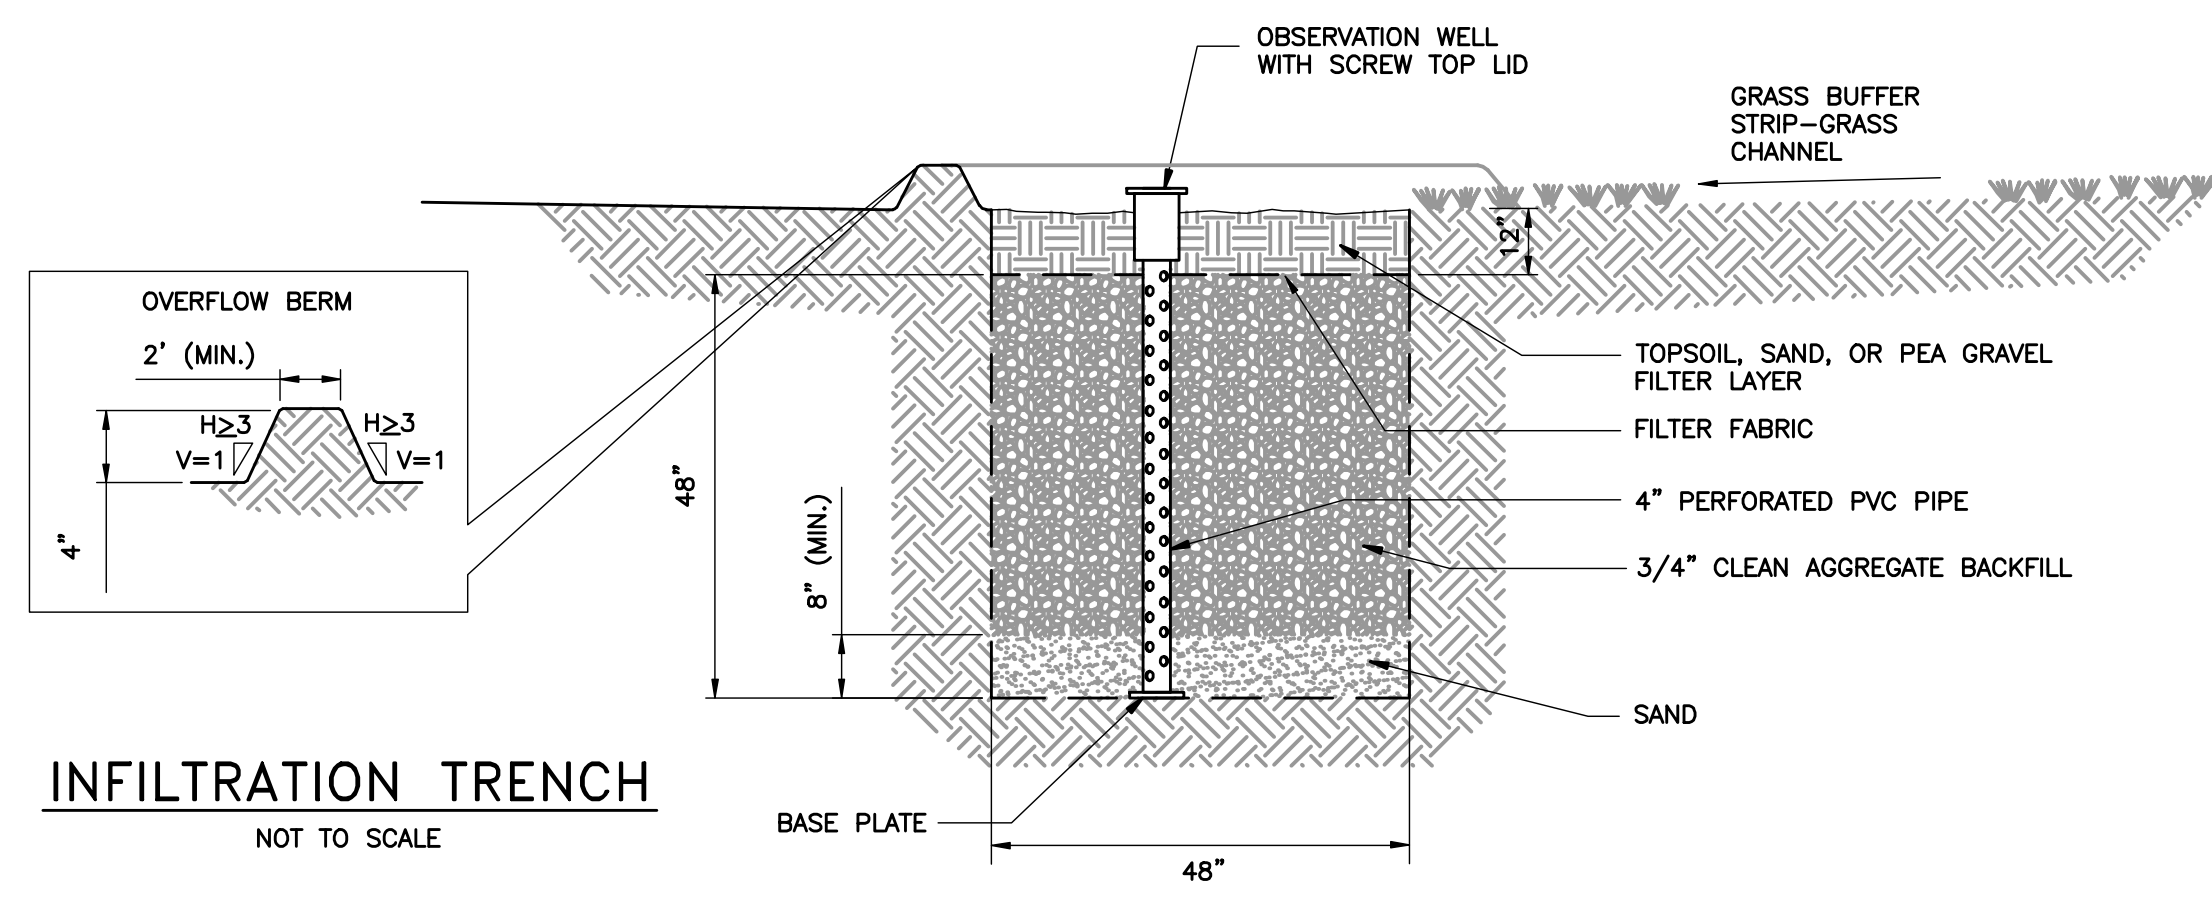 OBSERVATION WELL
WITH SCREW TOP LID
GRASS BUFFER
STRIP-GRASS
CHANNEL
12"
OVERFLOW BERM
2' (MIN.)
H≥3
V=1
H≥3
V=1
4"
48"
8" (MIN.)
TOPSOIL, SAND, OR PEA GRAVEL
FILTER LAYER
FILTER FABRIC
4" PERFORATED PVC PIPE
3/4" CLEAN AGGREGATE BACKFILL
SAND
BASE PLATE
48"
INFILTRATION TRENCH
NOT TO SCALE